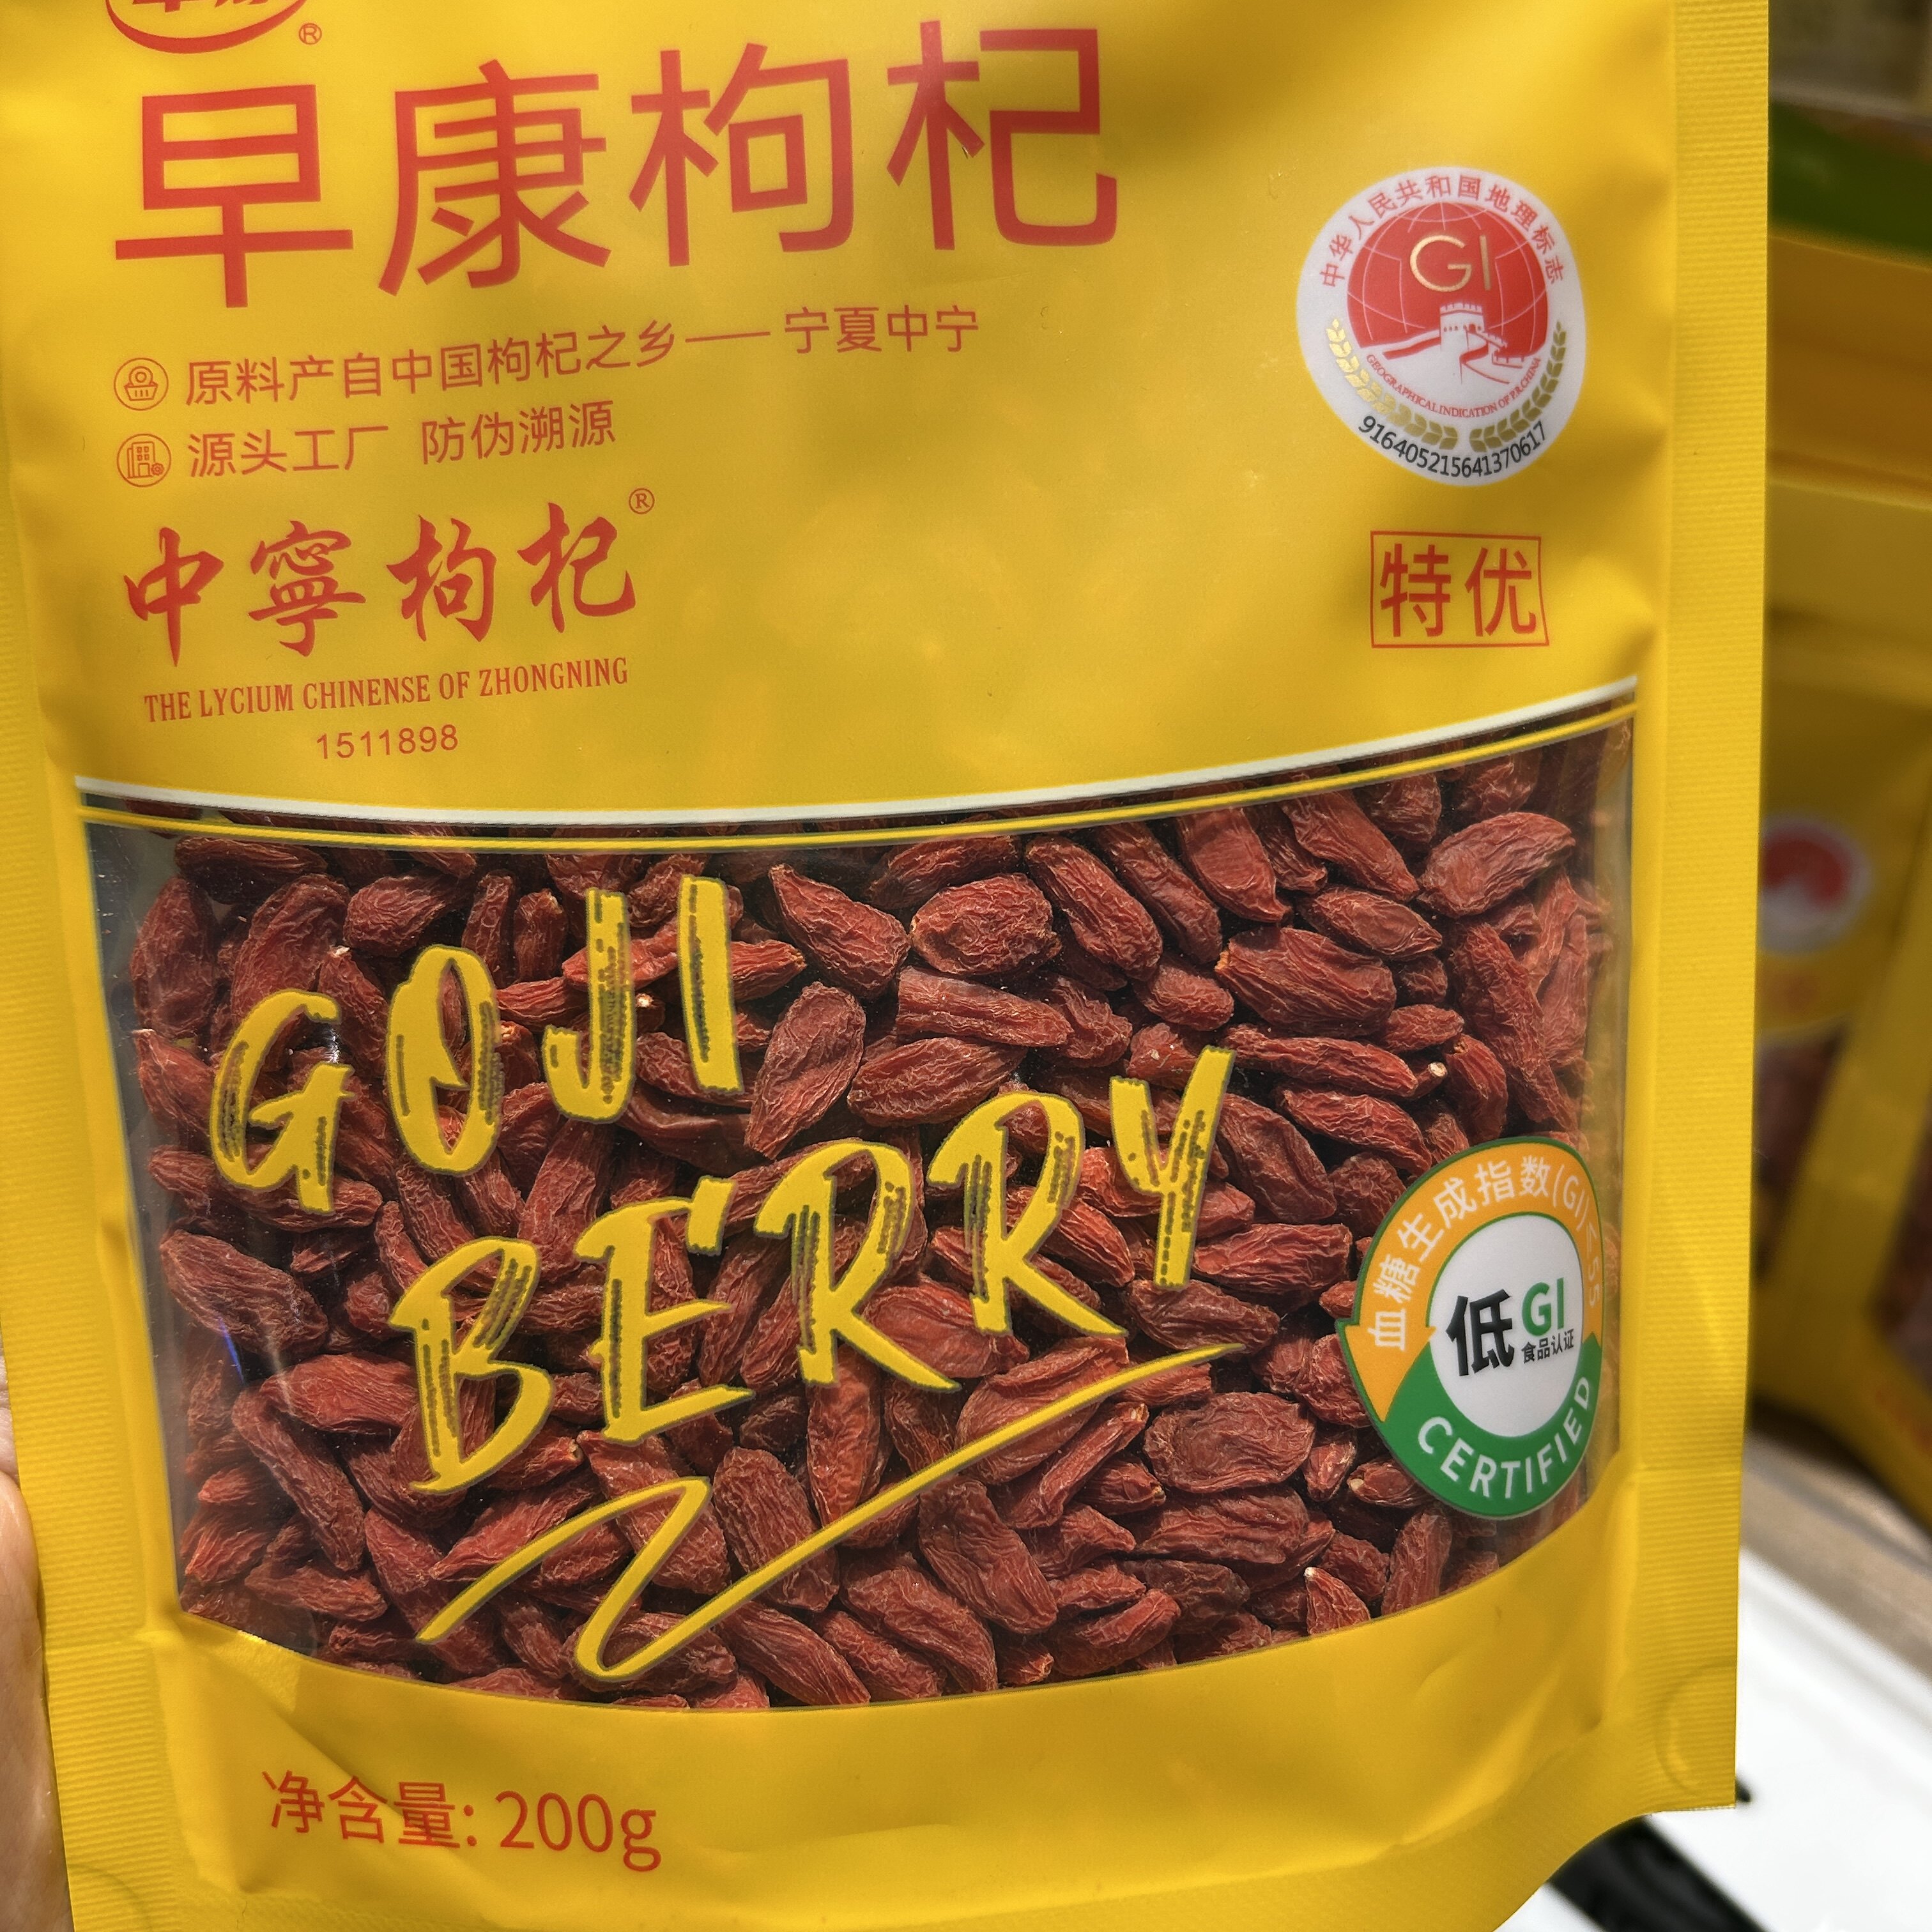 ®
早康枸杞
原料产自中国枸杞之乡——宁夏中宁
源头工厂 防伪溯源
中寧枸杞®
THE LYCIUM CHINENSE OF ZHONGNING
1511898
中华人民共和国地理标志
GI
GEOGRAPHICAL INDICATION OF P.R.CHINA
91640521564137061​7
特优
GOJI
BERRY
血糖生成指数(GI)≤55
低GI
食品认证
CERTIFIED
净含量: 200g